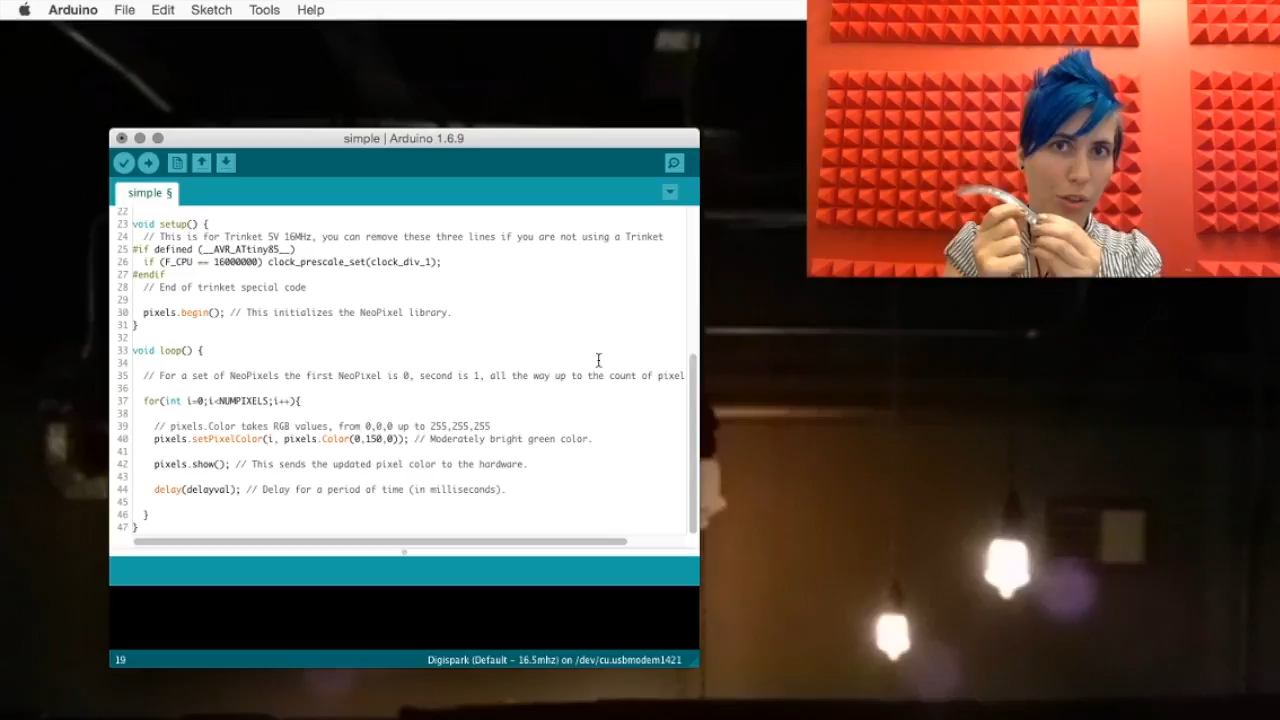 Arduino File Edit Sketch Tools Help
simple | Arduino 1.6.9
simple §
22
23 void setup() {
24 // This is for Trinket 5V 16MHz, you can remove these three lines if you are not using a Trinket
25 #if defined (__AVR_ATtiny85__)
26 if (F_CPU == 16000000) clock_prescale_set(clock_div_1);
27 #endif
28 // End of trinket special code
29
30 pixels.begin(); // This initializes the NeoPixel library.
31 }
32
33 void loop() {
34
35 // For a set of NeoPixels the first NeoPixel is 0, second is 1, all the way up to the count of pixel
36
37 for(int i=0;i<NUMPIXELS;i++){
38
39 // pixels.Color takes RGB values, from 0,0,0 up to 255,255,255
40 pixels.setPixelColor(i, pixels.Color(0,150,0)); // Moderately bright green color.
41
42 pixels.show(); // This sends the updated pixel color to the hardware.
43
44 delay(delayval); // Delay for a period of time (in milliseconds).
45
46 }
47 }
19 Digispark (Default - 16.5mhz) on /dev/cu.usbmodem1421